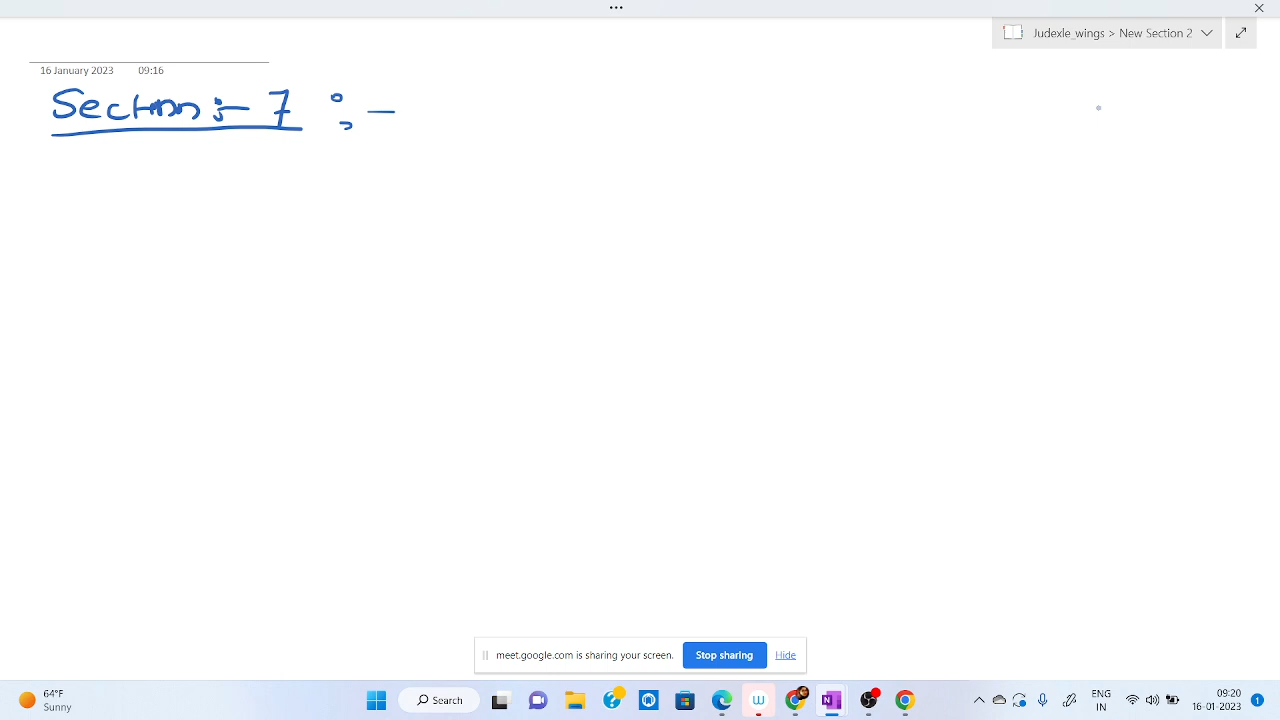 Judexle_wings > New Section 2
16 January 2023 09:16
Section :- 7 :-
meet.google.com is sharing your screen. Stop sharing Hide
64°F
Sunny
Search
ENG
IN
09:20
16-01-2023
1